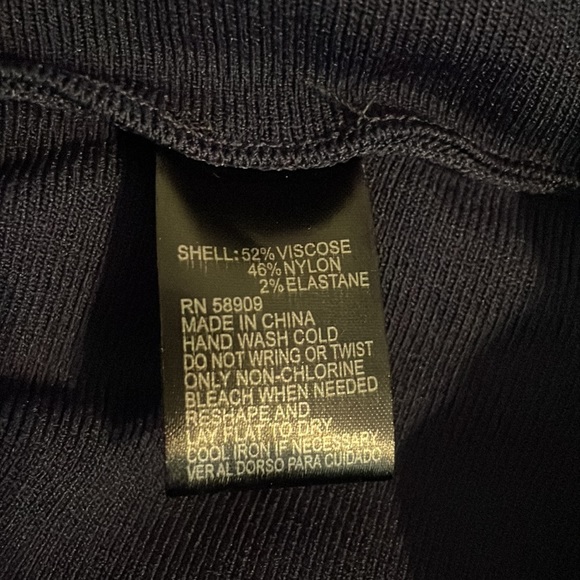 SHELL: 52% VISCOSE
46% NYLON
2% ELASTANE
RN 58909
MADE IN CHINA
HAND WASH COLD
DO NOT WRING OR TWIST
ONLY NON-CHLORINE
BLEACH WHEN NEEDED
RESHAPE AND
LAY FLAT TO DRY
COOL IRON IF NECESSARY
VER AL DORSO PARA CUIDADO